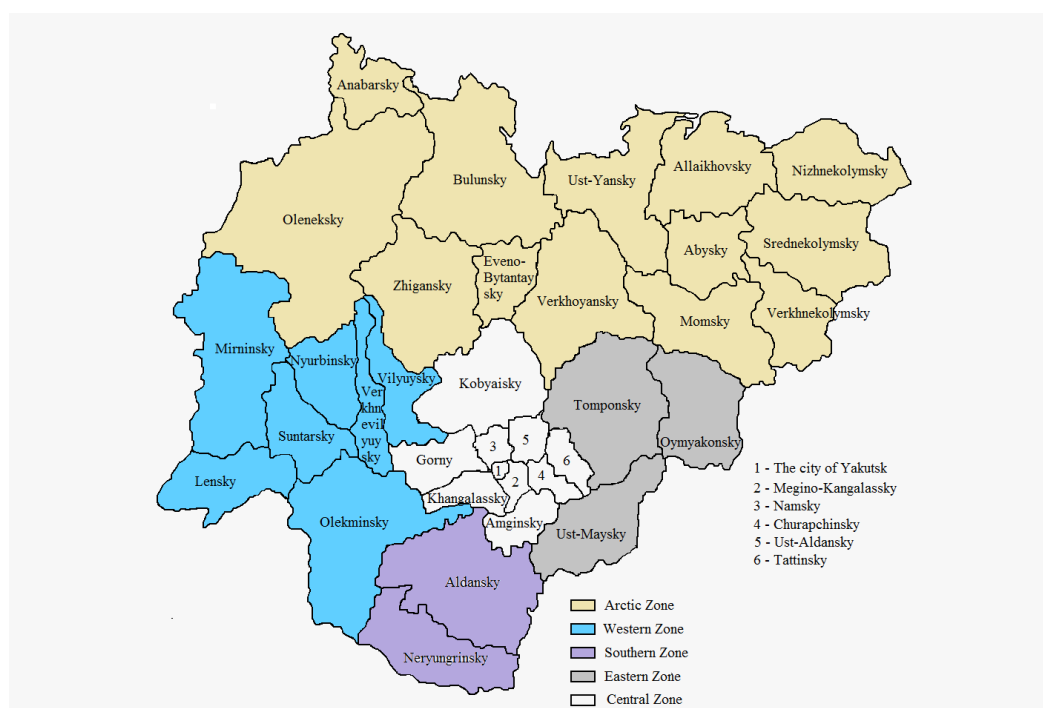 Anabarsky
Bulunsky
Ust-Yansky
Allaikhovsky
Nizhnekolymsky
Oleneksky
Zhigansky
Eveno-
Bytantay
sky
Verkhoyansky
Abysky
Srednekolymsky
Momsky
Verkhnekolymsky
Mirninsky
Nyurbinsky
Vilyuysky
Ver
khn
evil
yuy
sky
Suntarsky
Lensky
Olekminsky
Kobyaisky
Gorny
Khangalassky
Amginsky
3
5
6
1
2
4
Tomponsky
Oymyakonsky
Ust-Maysky
Aldansky
Neryungrinsky
1 - The city of Yakutsk
2 - Megino-Kangalassky
3 - Namsky
4 - Churapchinsky
5 - Ust-Aldansky
6 - Tattinsky
Arctic Zone
Western Zone
Southern Zone
Eastern Zone
Central Zone